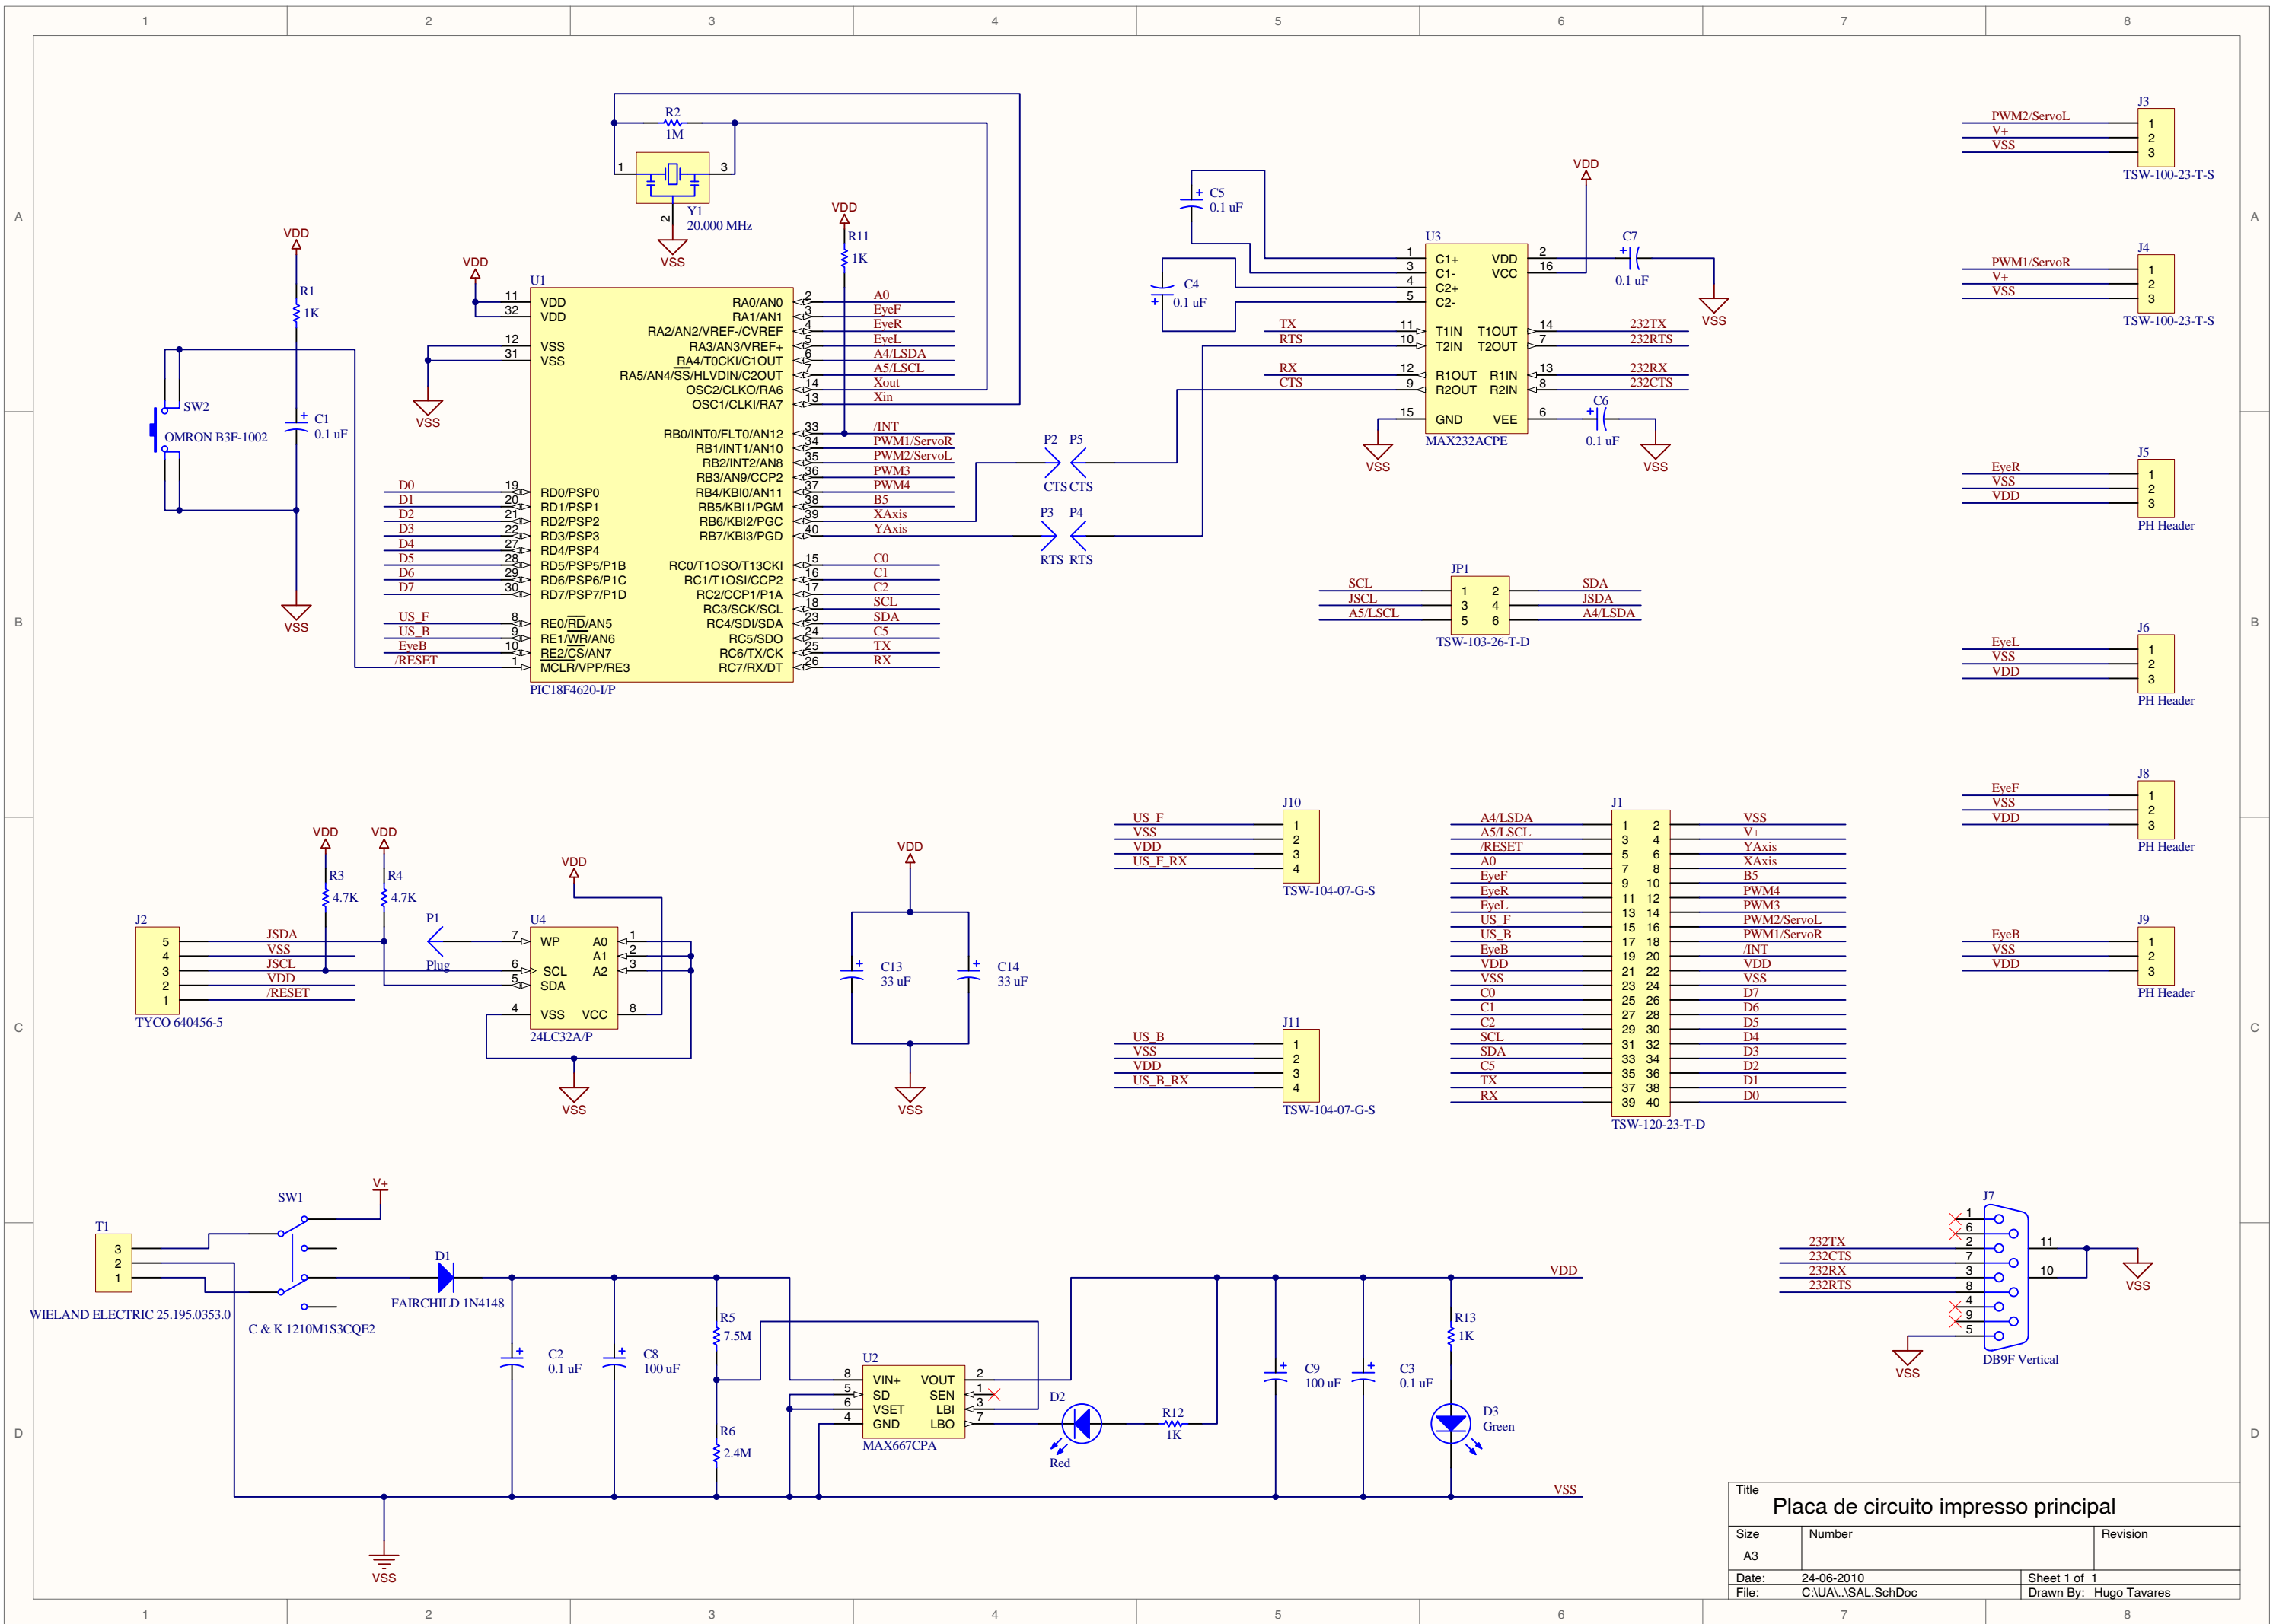 1 2 3 4 5 6 7 8
A A
B B
C C
D D
R2
1M
1 3
2
Y1
20.000 MHz
VSS
VDD
R11
1K
VDD
R1
1K
C1
0.1 uF
VSS
SW2
OMRON B3F-1002
VDD
VSS
U1
11 VDD RA0/AN0 2 A0
32 VDD RA1/AN1 3 EyeF
RA2/AN2/VREF-/CVREF 4 EyeR
12 VSS RA3/AN3/VREF+ 5 EyeL
31 VSS RA4/T0CKI/C1OUT 6 A4/LSDA
RA5/AN4/SS/HLVDIN/C2OUT 7 A5/LSCL
OSC2/CLKO/RA6 14 Xout
OSC1/CLKI/RA7 13 Xin
RB0/INT0/FLT0/AN12 33 /INT
RB1/INT1/AN10 34 PWM1/ServoR
RB2/INT2/AN8 35 PWM2/ServoL
RB3/AN9/CCP2 36 PWM3
D0 19 RD0/PSP0 RB4/KBI0/AN11 37 PWM4
D1 20 RD1/PSP1 RB5/KBI1/PGM 38 B5
D2 21 RD2/PSP2 RB6/KBI2/PGC 39 XAxis
D3 22 RD3/PSP3 RB7/KBI3/PGD 40 YAxis
D4 27 RD4/PSP4
D5 28 RD5/PSP5/P1B RC0/T1OSO/T13CKI 15 C0
D6 29 RD6/PSP6/P1C RC1/T1OSI/CCP2 16 C1
D7 30 RD7/PSP7/P1D RC2/CCP1/P1A 17 C2
RC3/SCK/SCL 18 SCL
US_F 8 RE0/RD/AN5 RC4/SDI/SDA 23 SDA
US_B 9 RE1/WR/AN6 RC5/SDO 24 C5
EyeB 10 RE2/CS/AN7 RC6/TX/CK 25 TX
/RESET 1 MCLR/VPP/RE3 RC7/RX/DT 26 RX
PIC18F4620-I/P
P2 P5
CTS CTS
P3 P4
RTS RTS
C5
0.1 uF
C4
0.1 uF
VDD
C7
0.1 uF
VSS
U3
1 C1+ VDD 2
3 C1- VCC 16
4 C2+
5 C2-
TX 11 T1IN T1OUT 14 232TX
RTS 10 T2IN T2OUT 7 232RTS
RX 12 R1OUT R1IN 13 232RX
CTS 9 R2OUT R2IN 8 232CTS
15 GND VEE 6
MAX232ACPE
C6
0.1 uF
VSS
VSS
JP1
SCL 1 2 SDA
JSCL 3 4 JSDA
A5/LSCL 5 6 A4/LSDA
TSW-103-26-T-D
J3
PWM2/ServoL 1
V+ 2
VSS 3
TSW-100-23-T-S
J4
PWM1/ServoR 1
V+ 2
VSS 3
TSW-100-23-T-S
J5
EyeR 1
VSS 2
VDD 3
PH Header
J6
EyeL 1
VSS 2
VDD 3
PH Header
J8
EyeF 1
VSS 2
VDD 3
PH Header
J9
EyeB 1
VSS 2
VDD 3
PH Header
VDD VDD
R3 R4
4.7K 4.7K
J2
5 JSDA
4 VSS
3 JSCL
2 VDD
1 /RESET
TYCO 640456-5
P1
Plug
VDD
U4
7 WP A0 1
A1 2
6 SCL A2 3
5 SDA
4 VSS VCC 8
24LC32A/P
VSS
VDD
C13
33 uF
C14
33 uF
VSS
J10
US_F 1
VSS 2
VDD 3
US_F_RX 4
TSW-104-07-G-S
J11
US_B 1
VSS 2
VDD 3
US_B_RX 4
TSW-104-07-G-S
J1
A4/LSDA 1 2 VSS
A5/LSCL 3 4 V+
/RESET 5 6 YAxis
A0 7 8 XAxis
EyeF 9 10 B5
EyeR 11 12 PWM4
EyeL 13 14 PWM3
US_F 15 16 PWM2/ServoL
US_B 17 18 PWM1/ServoR
EyeB 19 20 /INT
VDD 21 22 VDD
VSS 23 24 VSS
C0 25 26 D7
C1 27 28 D6
C2 29 30 D5
SCL 31 32 D4
SDA 33 34 D3
C5 35 36 D2
TX 37 38 D1
RX 39 40 D0
TSW-120-23-T-D
T1
3
2
1
WIELAND ELECTRIC 25.195.0353.0
SW1
C & K 1210M1S3CQE2
V+
D1
FAIRCHILD 1N4148
C2
0.1 uF
C8
100 uF
R5
7.5M
R6
2.4M
U2
8 VIN+ VOUT 2
5 SD SEN 1
6 VSET LBI 3
4 GND LBO 7
MAX667CPA
D2
Red
R12
1K
C9
100 uF
C3
0.1 uF
R13
1K
D3
Green
VDD
VSS
VSS
J7
1
6
232TX 2
232CTS 7
232RX 3
232RTS 8
4
9
5
11
10
VSS
VSS
DB9F Vertical
Title
Placa de circuito impresso principal
Size Number Revision
A3
Date: 24-06-2010 Sheet 1 of 1
File: C:\UA\..\SAL.SchDoc Drawn By: Hugo Tavares
1 2 3 4 5 6 7 8